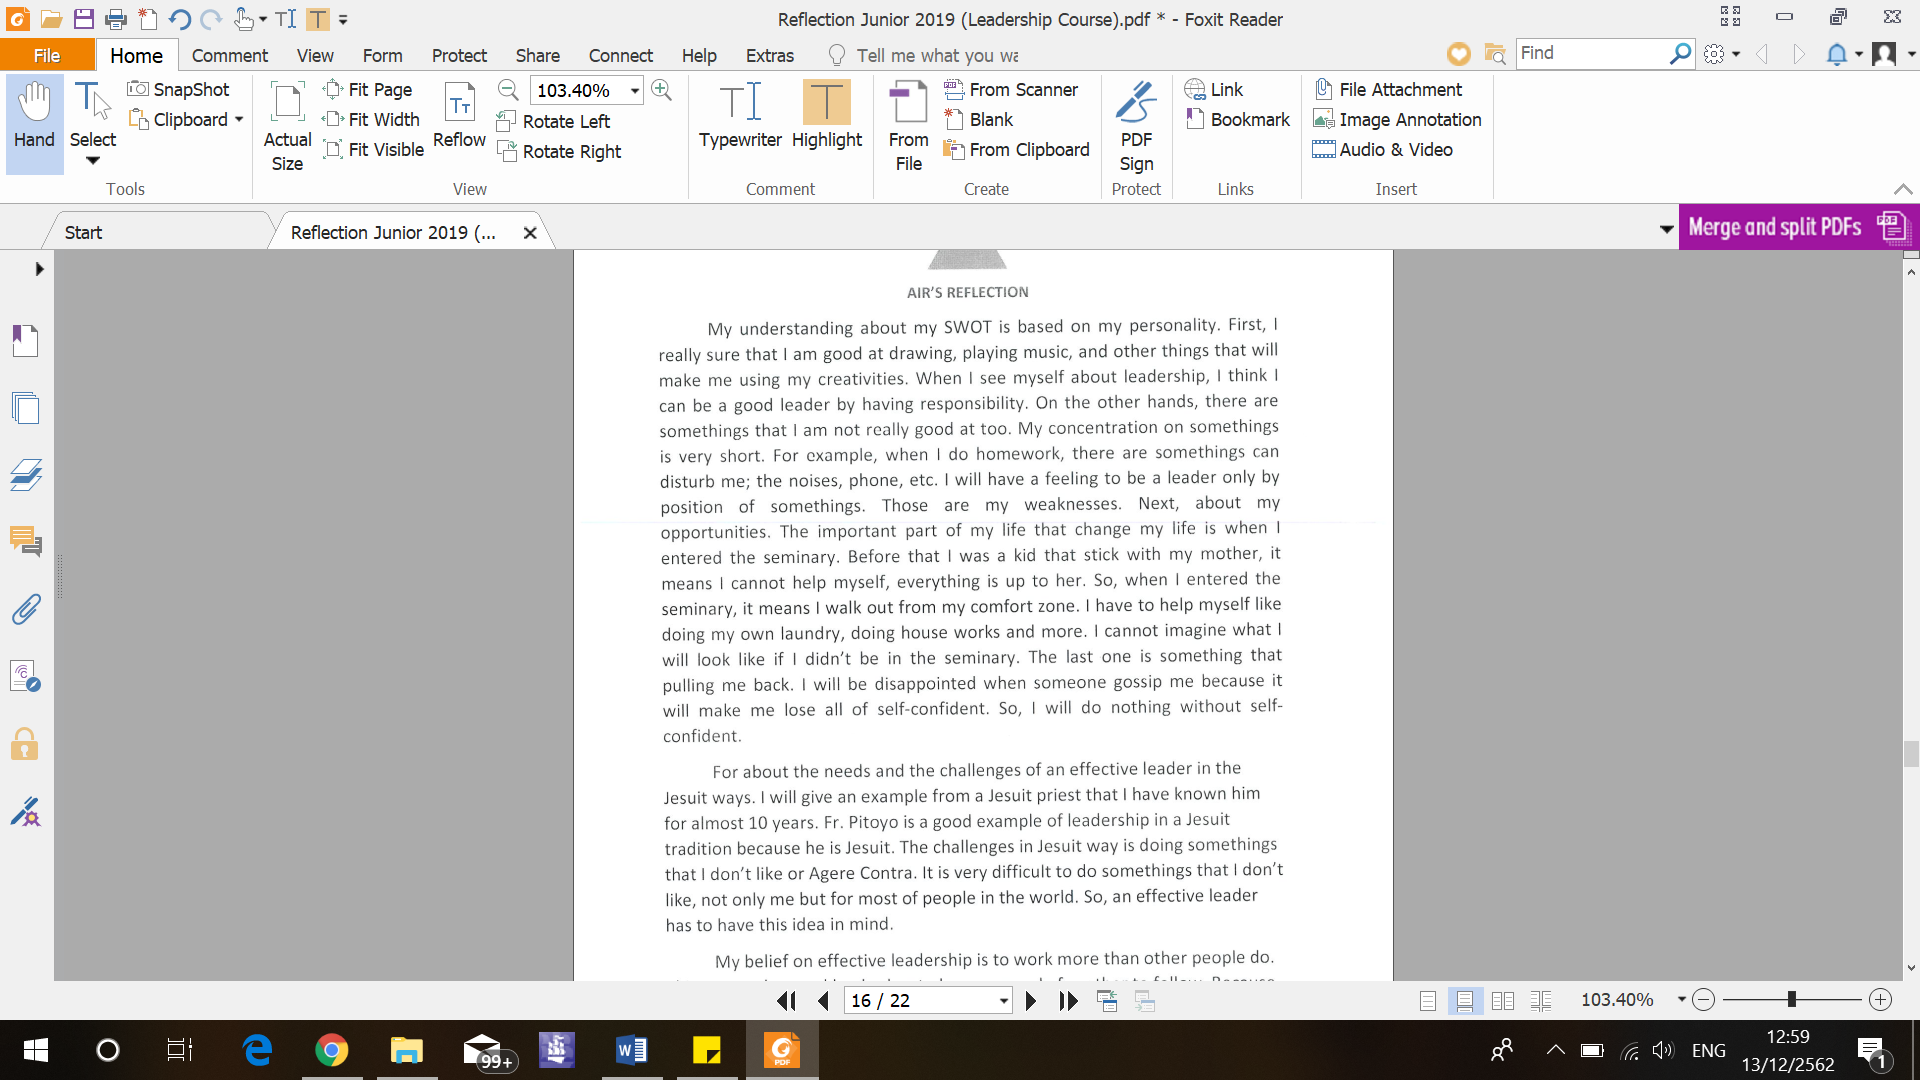 Reflection Junior 2019 (Leadership Course).pdf * - Foxit Reader
File Home Comment View Form Protect Share Connect Help Extras Tell me what you wa Find
Hand
Select
SnapShot
Clipboard
Tools
Actual Size
Fit Page
Fit Width
Fit Visible
Reflow
103.40%
Rotate Left
Rotate Right
View
Typewriter
Highlight
Comment
From File
From Scanner
Blank
From Clipboard
Create
PDF Sign
Protect
Link
Bookmark
Links
File Attachment
Image Annotation
Audio & Video
Insert
Start
Reflection Junior 2019 (...
Merge and split PDFs
AIR'S REFLECTION
My understanding about my SWOT is based on my personality. First, I
really sure that I am good at drawing, playing music, and other things that will
make me using my creativities. When I see myself about leadership, I think I
can be a good leader by having responsibility. On the other hands, there are
somethings that I am not really good at too. My concentration on somethings
is very short. For example, when I do homework, there are somethings can
disturb me; the noises, phone, etc. I will have a feeling to be a leader only by
position of somethings. Those are my weaknesses. Next, about my
opportunities. The important part of my life that change my life is when I
entered the seminary. Before that I was a kid that stick with my mother, it
means I cannot help myself, everything is up to her. So, when I entered the
seminary, it means I walk out from my comfort zone. I have to help myself like
doing my own laundry, doing house works and more. I cannot imagine what I
will look like if I didn't be in the seminary. The last one is something that
pulling me back. I will be disappointed when someone gossip me because it
will make me lose all of self-confident. So, I will do nothing without self-
confident.
For about the needs and the challenges of an effective leader in the
Jesuit ways. I will give an example from a Jesuit priest that I have known him
for almost 10 years. Fr. Pitoyo is a good example of leadership in a Jesuit
tradition because he is Jesuit. The challenges in Jesuit way is doing somethings
that I don't like or Agere Contra. It is very difficult to do somethings that I don't
like, not only me but for most of people in the world. So, an effective leader
has to have this idea in mind.
My belief on effective leadership is to work more than other people do.
16 / 22
103.40%
99+
ENG
12:59
13/12/2562
1